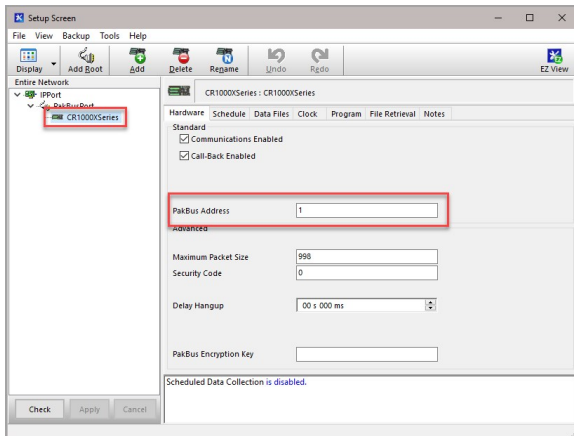 Setup Screen
File View Backup Tools Help
Display Add Root Add Delete Rename Undo Redo EZ View
Entire Network
IPPort
PakBusPort
CR1000XSeries
CR1000XSeries : CR1000XSeries
Hardware Schedule Data Files Clock Program File Retrieval Notes
Standard
Communications Enabled
Call-Back Enabled
PakBus Address 1
Advanced
Maximum Packet Size 998
Security Code 0
Delay Hangup 00 s 000 ms
PakBus Encryption Key
Scheduled Data Collection is disabled.
Check Apply Cancel